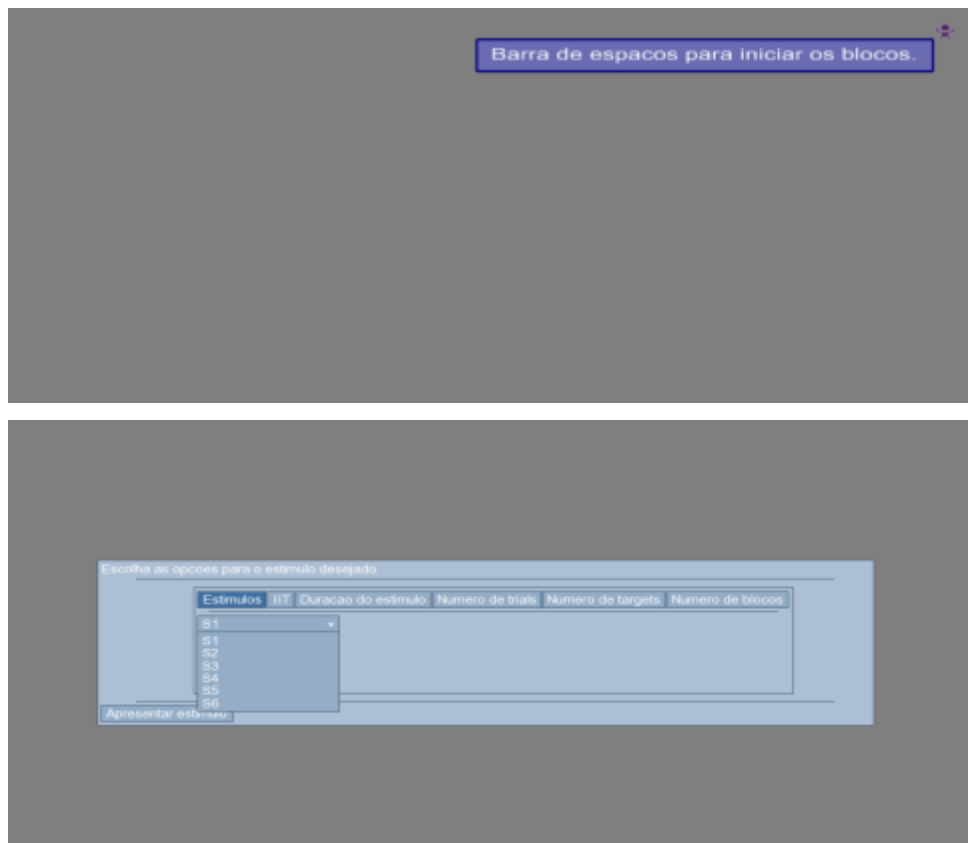 Barra de espacos para iniciar os blocos.
Escolha as opcoes para o estimulo desejado
Estimulos IIT Duracao do estimulo Numero de trials Numero de targets Numero de blocos
S1
S1
S2
S3
S4
S5
S6
Apresentar estimulo